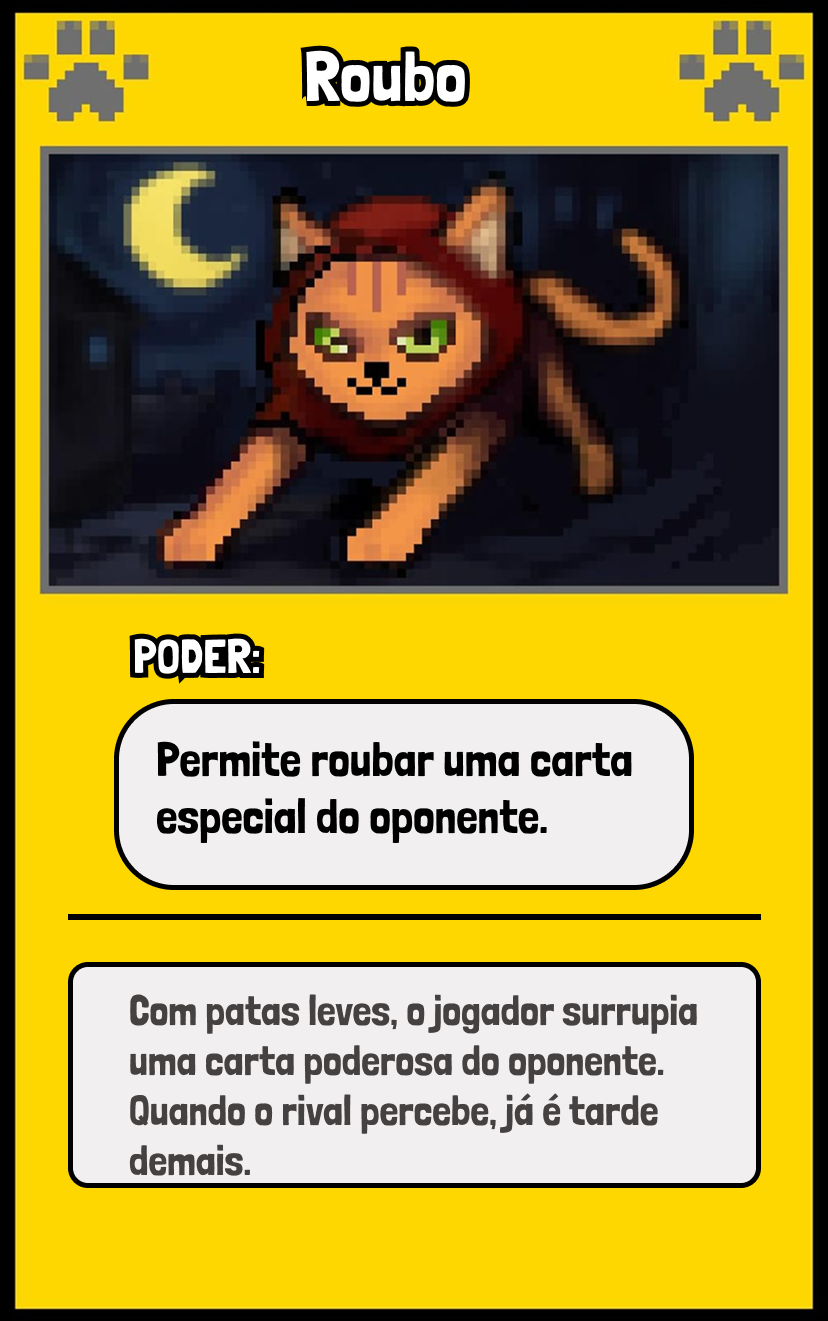 Roubo
PODER:
Permite roubar uma carta
especial do oponente.
Com patas leves, o jogador surrupia
uma carta poderosa do oponente.
Quando o rival percebe, já é tarde
demais.